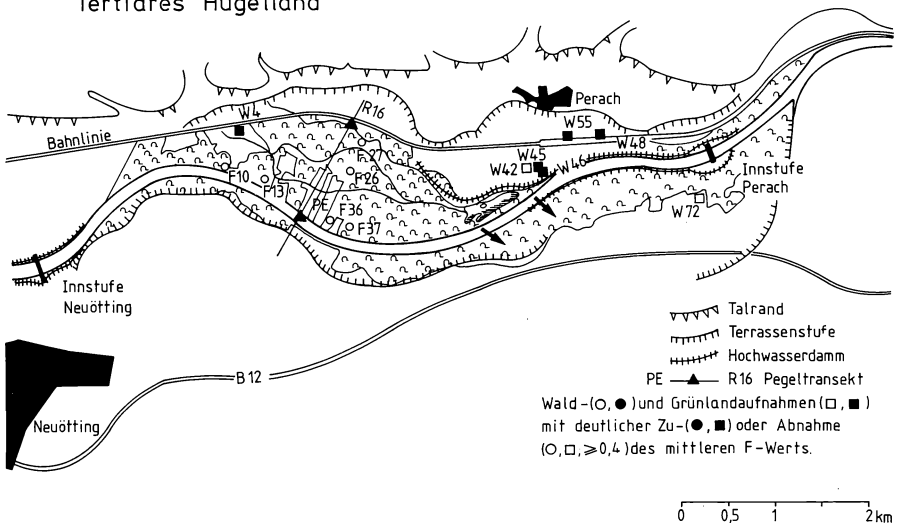 Tertiäres Hügelland
R16
W4
Perach
W55
Bahnlinie
F27
W48
W45
W42
W46
F10
F26
Innstufe
Perach
F13
PE
F36
W72
F37
Innstufe
Neuötting
Talrand
Terrassenstufe
Hochwasserdamm
PE R16 Pegeltransekt
B 12
Wald-(○,●) und Grünlandaufnahmen (□,■)
mit deutlicher Zu-(●,■) oder Abnahme
(○,□,⩾0,4) des mittleren F-Werts.
Neuötting
0 0,5 1 2 km